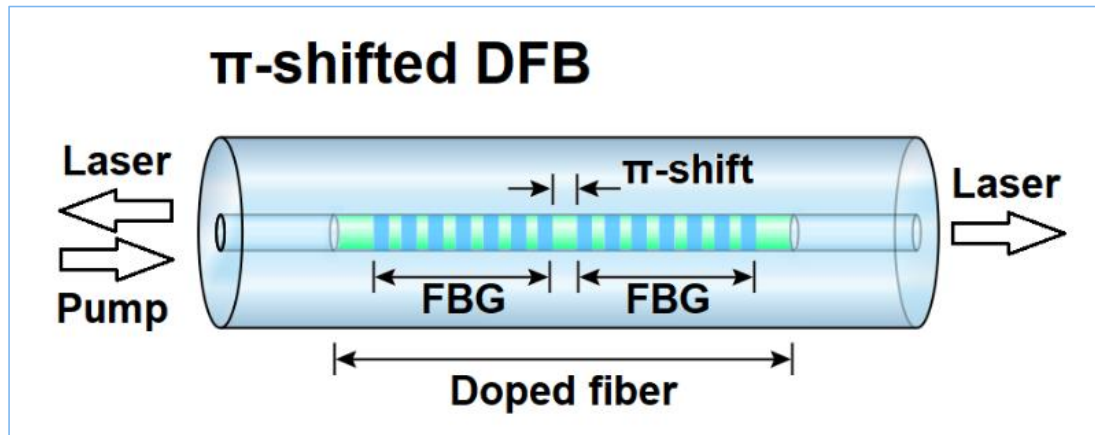 π-shifted DFB
Laser
π-shift
Laser
Pump
FBG
FBG
Doped fiber